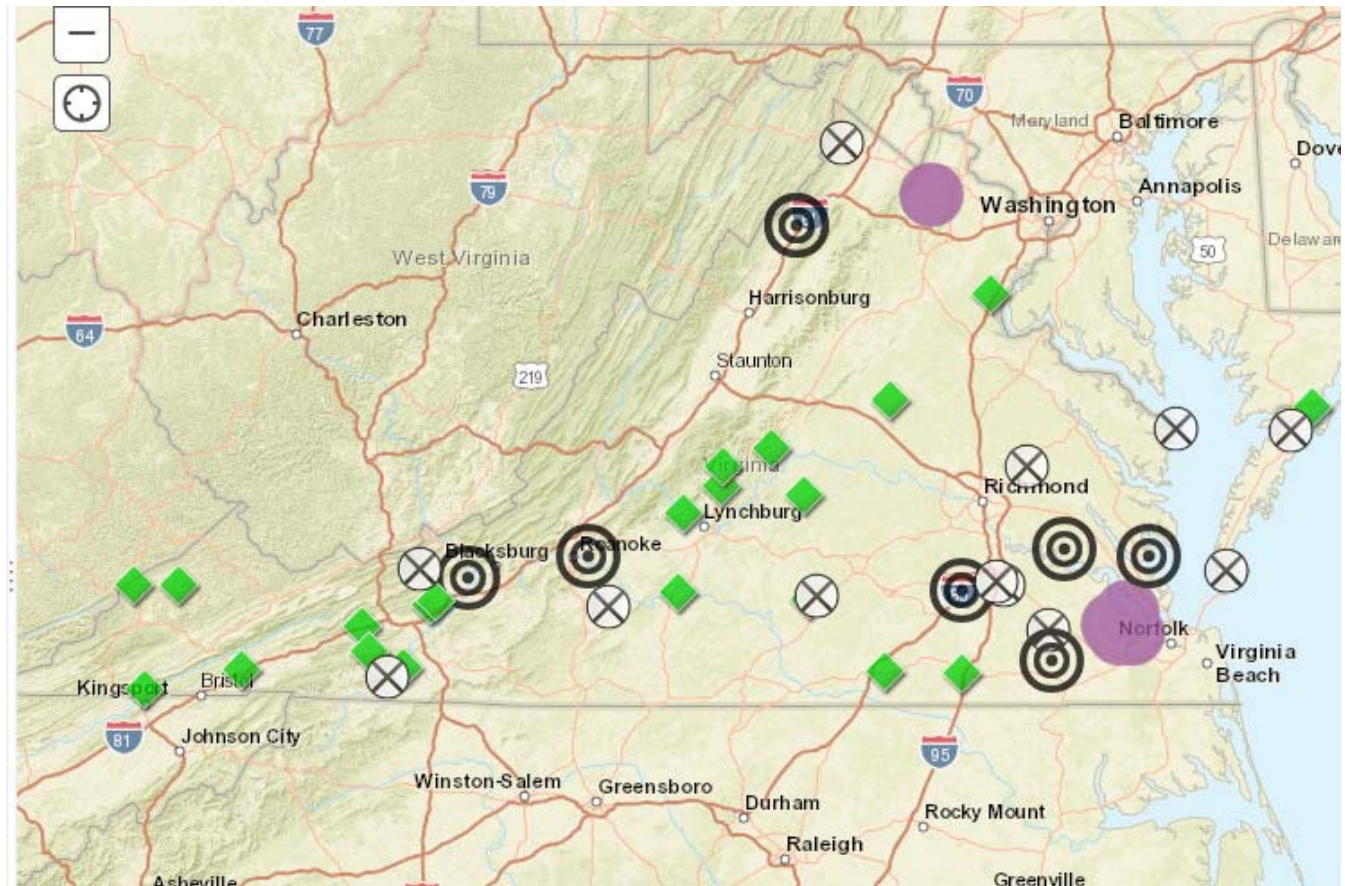 77
70
Maryland
Baltimore
Dove
79
Annapolis
Washington
West Virginia
50
Delaware
Harrisonburg
Charleston
64
219
Staunton
Virginia
Richmond
Lynchburg
Blacksburg
Roanoke
Norfolk
Virginia
Beach
Kingsport
Bristol
81
Johnson City
95
Winston-Salem
Greensboro
Durham
Rocky Mount
Raleigh
Asheville
Greenville